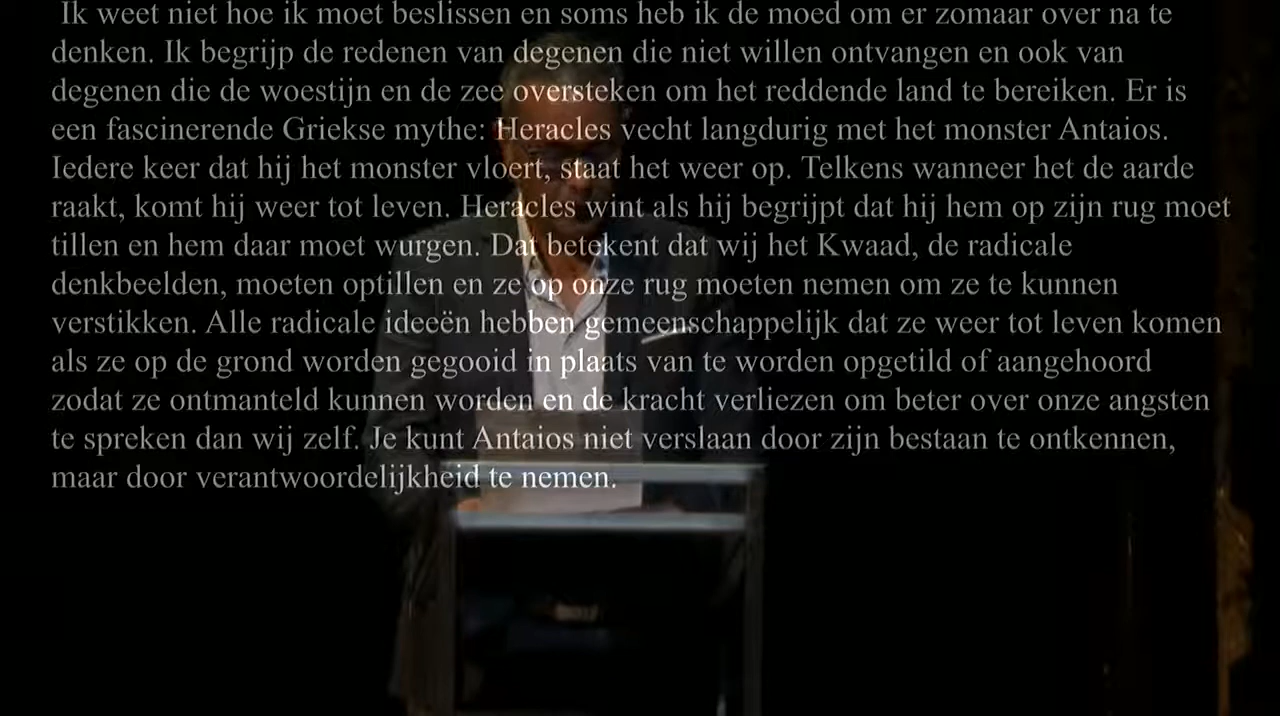 Ik weet niet hoe ik moet beslissen en soms heb ik de moed om er zomaar over na te
denken. Ik begrijp de redenen van degenen die niet willen ontvangen en ook van
degenen die de woestijn en de zee oversteken om het reddende land te bereiken. Er is
een fascinerende Griekse mythe: Heracles vecht langdurig met het monster Antaios.
Iedere keer dat hij het monster vloert, staat het weer op. Telkens wanneer het de aarde
raakt, komt hij weer tot leven. Heracles wint als hij begrijpt dat hij hem op zijn rug moet
tillen en hem daar moet wurgen. Dat betekent dat wij het Kwaad, de radicale
denkbeelden, moeten optillen en ze op onze rug moeten nemen om ze te kunnen
verstikken. Alle radicale ideeën hebben gemeenschappelijk dat ze weer tot leven komen
als ze op de grond worden gegooid in plaats van te worden opgetild of aangehoord
zodat ze ontmanteld kunnen worden en de kracht verliezen om beter over onze angsten
te spreken dan wij zelf. Je kunt Antaios niet verslaan door zijn bestaan te ontkennen,
maar door verantwoordelijkheid te nemen.